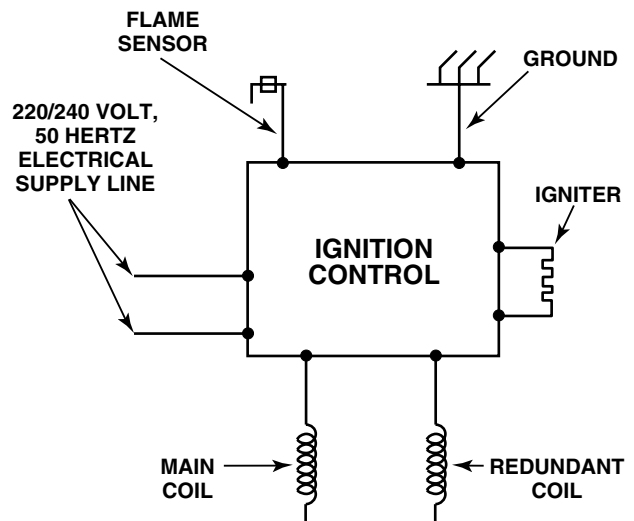 FLAME
SENSOR
GROUND
220/240 VOLT,
50 HERTZ
ELECTRICAL
SUPPLY LINE
IGNITER
IGNITION
CONTROL
MAIN
COIL
REDUNDANT
COIL